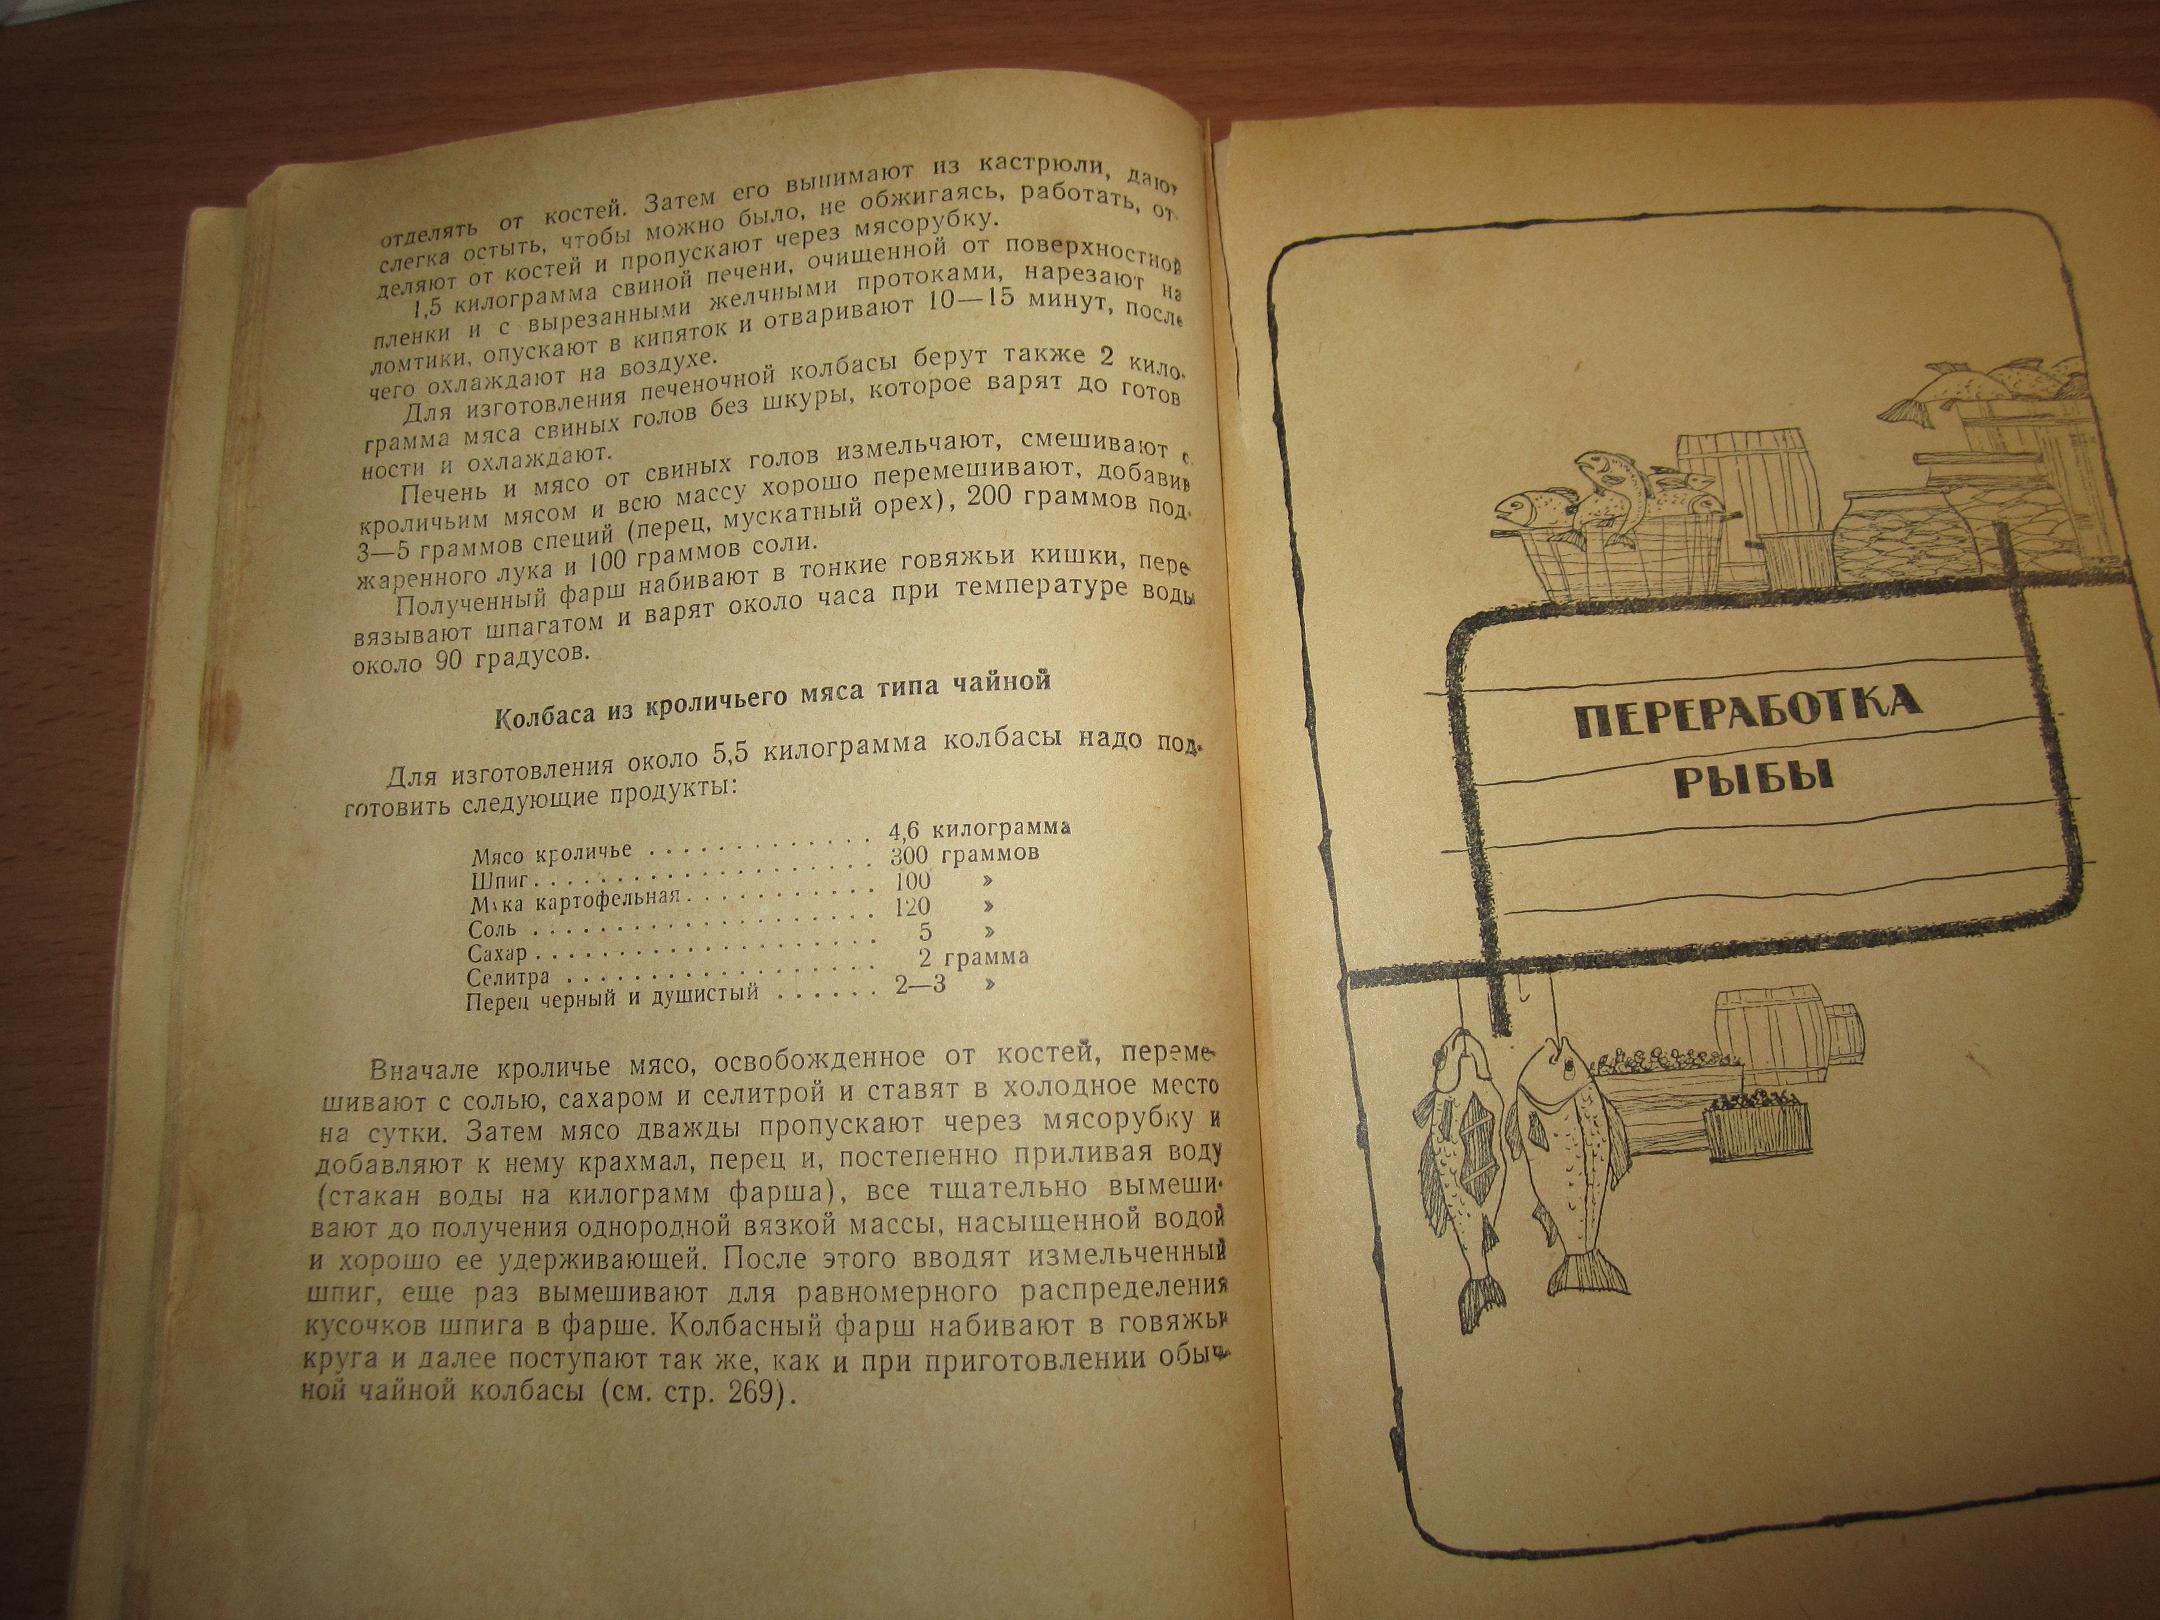 отделять от костей. Затем его вынимают из кастрюли, дают
слегка остыть, чтобы можно было, не обжигаясь, работать, от-
деляют от костей и пропускают через мясорубку.
1,5 килограмма свиной печени, очищенной от поверхностной
пленки и с вырезанными желчными протоками, нарезают на
ломтики, опускают в кипяток и отваривают 10—15 минут, после
чего охлаждают на воздухе.
Для изготовления печеночной колбасы берут также 2 кило-
грамма мяса свиных голов без шкуры, которое варят до готов
ности и охлаждают.
Печень и мясо от свиных голов измельчают, смешивают с
кроличьим мясом и всю массу хорошо перемешивают, добавив
3—5 граммов специй (перец, мускатный орех), 200 граммов под-
жаренного лука и 100 граммов соли.
Полученный фарш набивают в тонкие говяжьи кишки, пере
вязывают шпагатом и варят около часа при температуре воды
около 90 градусов.
Колбаса из кроличьего мяса типа чайной
Для изготовления около 5,5 килограмма колбасы надо под-
готовить следующие продукты:
Мясо кроличье . . . . . . . . . . . . 4,6 килограмма
Шпиг . . . . . . . . . . . . . . . . . . 300 граммов
Мука картофельная . . . . . . . . . . 100 »
Соль . . . . . . . . . . . . . . . . . . 120 »
Сахар . . . . . . . . . . . . . . . . . . 5 »
Селитра . . . . . . . . . . . . . . . . 2 грамма
Перец черный и душистый . . . . . . 2—3 »
Вначале кроличье мясо, освобожденное от костей, переме-
шивают с солью, сахаром и селитрой и ставят в холодное место
на сутки. Затем мясо дважды пропускают через мясорубку и
добавляют к нему крахмал, перец и, постепенно приливая воду
(стакан воды на килограмм фарша), все тщательно вымеши-
вают до получения однородной вязкой массы, насыщенной водой
и хорошо ее удерживающей. После этого вводят измельченный
шпиг, еще раз вымешивают для равномерного распределения
кусочков шпига в фарше. Колбасный фарш набивают в говяжьи
круга и далее поступают так же, как и при приготовлении обыч-
ной чайной колбасы (см. стр. 269).
ПЕРЕРАБОТКА
РЫБЫ